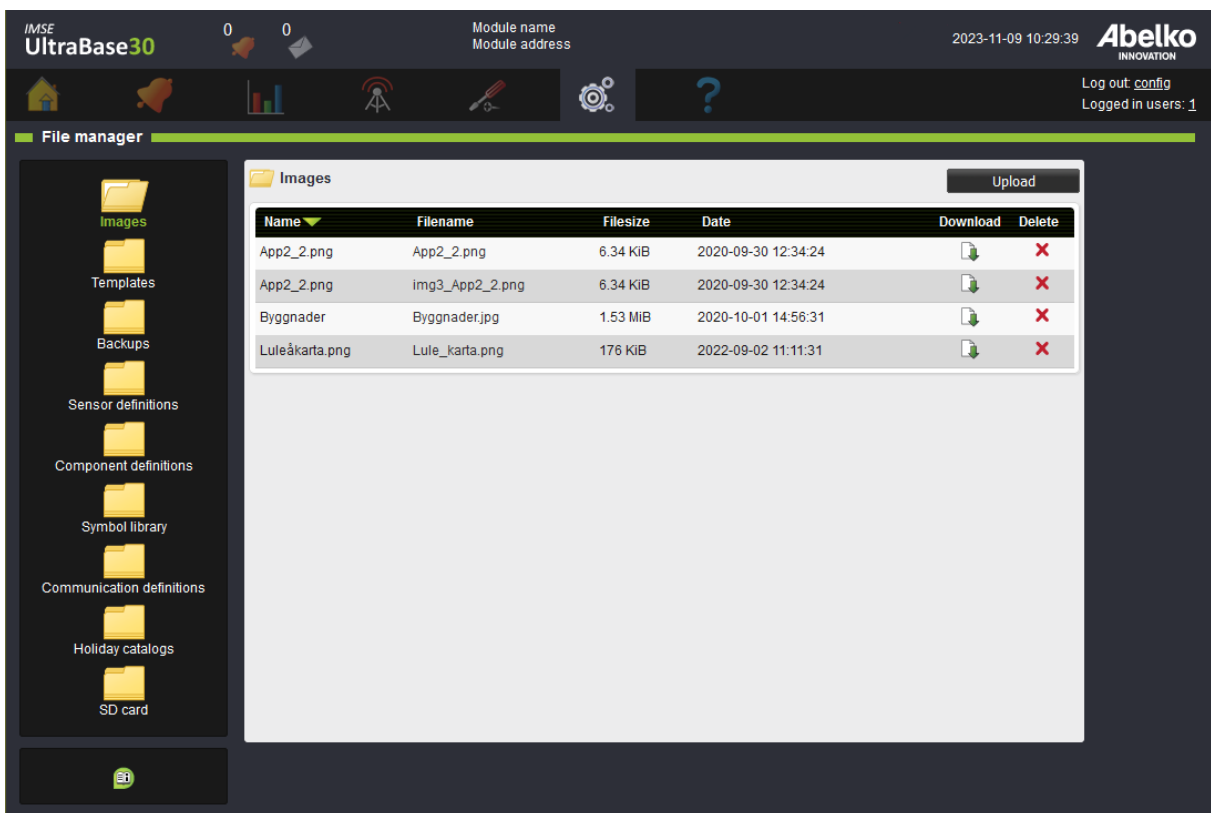 IMSE
UltraBase30
0
0
Module name
Module address
2023-11-09 10:29:39
Abelko
INNOVATION
?
Log out: config
Logged in users: 1
File manager
Images
Templates
Backups
Sensor definitions
Component definitions
Symbol library
Communication definitions
Holiday catalogs
SD card
Images
Upload
Name Filename Filesize Date Download Delete
App2_2.png App2_2.png 6.34 KiB 2020-09-30 12:34:24
App2_2.png img3_App2_2.png 6.34 KiB 2020-09-30 12:34:24
Byggnader Byggnader.jpg 1.53 MiB 2020-10-01 14:56:31
Luleåkarta.png Lule_karta.png 176 KiB 2022-09-02 11:11:31